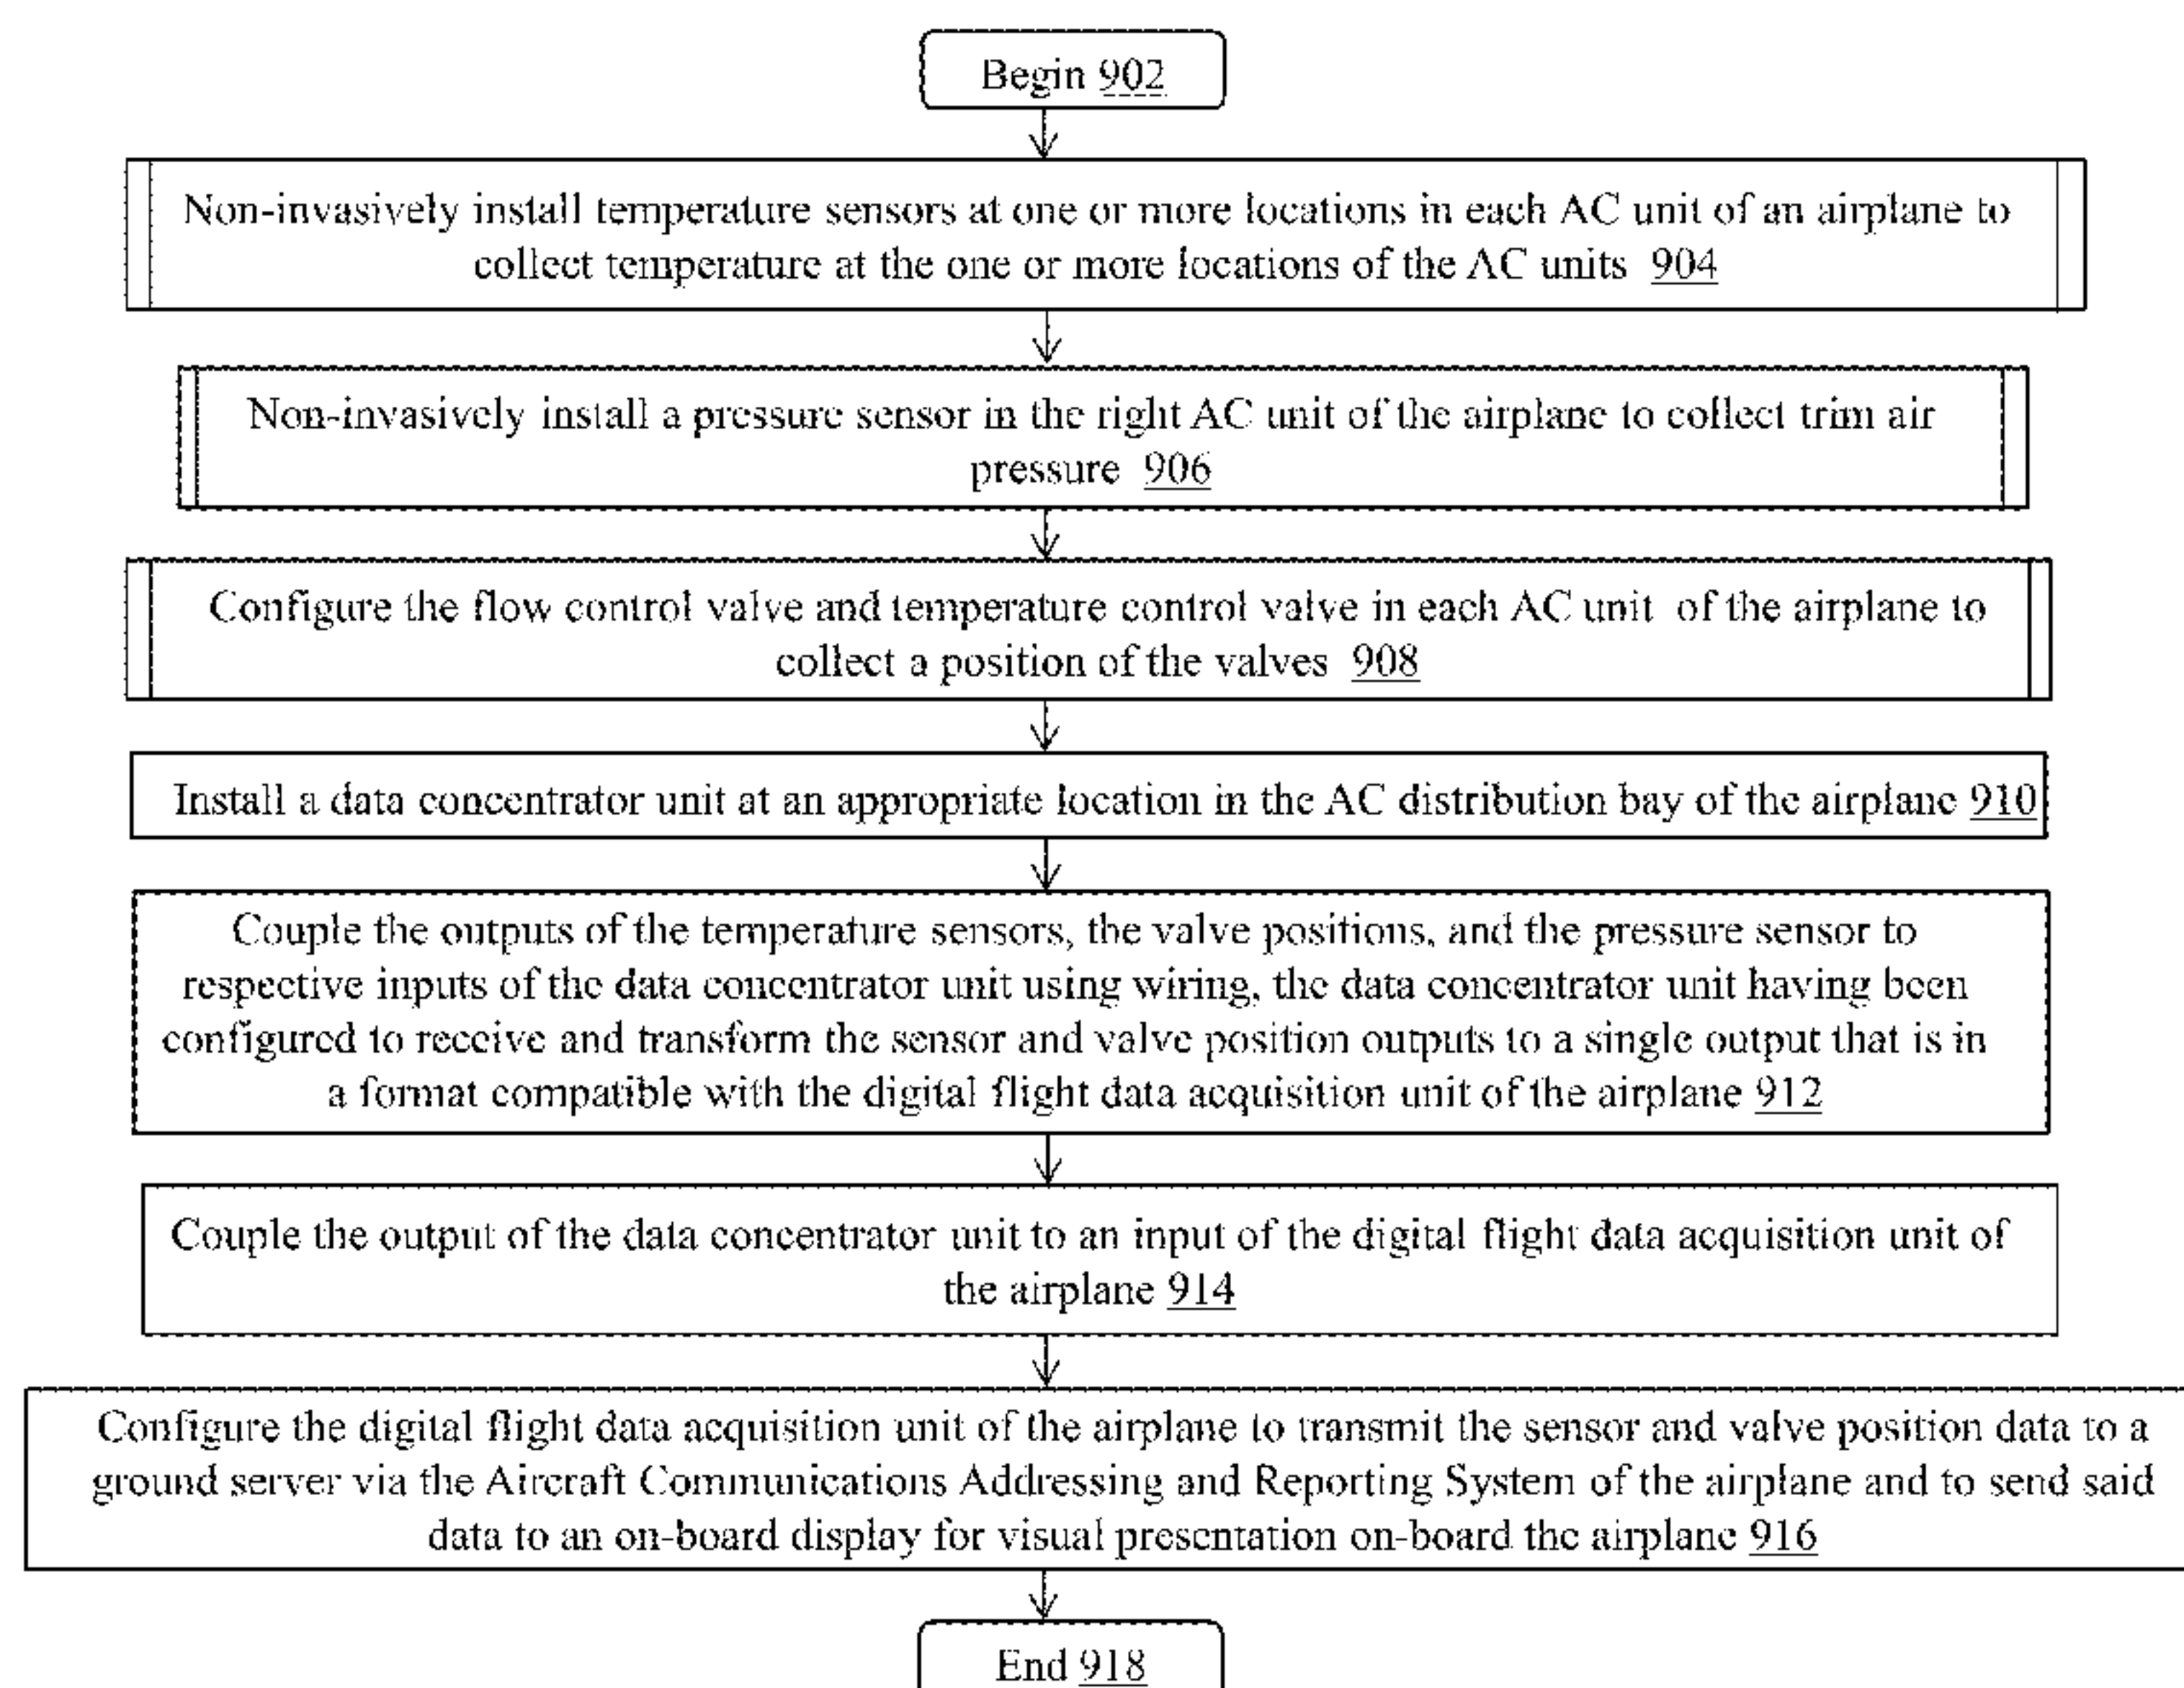 Begin 902
Non-invasively install temperature sensors at one or more locations in each AC unit of an airplane to
collect temperature at the one or more locations of the AC units 904
Non-invasively install a pressure sensor in the right AC unit of the airplane to collect trim air
pressure 906
Configure the flow control valve and temperature control valve in each AC unit of the airplane to
collect a position of the valves 908
Install a data concentrator unit at an appropriate location in the AC distribution bay of the airplane 910
Couple the outputs of the temperature sensors, the valve positions, and the pressure sensor to
respective inputs of the data concentrator unit using wiring, the data concentrator unit having been
configured to receive and transform the sensor and valve position outputs to a single output that is in
a format compatible with the digital flight data acquisition unit of the airplane 912
Couple the output of the data concentrator unit to an input of the digital flight data acquisition unit of
the airplane 914
Configure the digital flight data acquisition unit of the airplane to transmit the sensor and valve position data to a
ground server via the Aircraft Communications Addressing and Reporting System of the airplane and to send said
data to an on-board display for visual presentation on-board the airplane 916
End 918